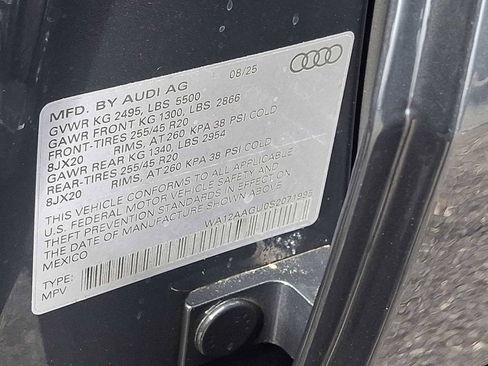 MFD. BY AUDI AG 08/25
GVWR KG 2495, LBS 5500
GAWR FRONT KG 1300, LBS 2866
FRONT-TIRES 255/45 R20
8JX20 RIMS, AT 260 KPA 38 PSI COLD
GAWR REAR KG 1340, LBS 2954
REAR-TIRES 255/45 R20
8JX20 RIMS, AT 260 KPA 38 PSI COLD
THIS VEHICLE CONFORMS TO ALL APPLICABLE
U.S. FEDERAL MOTOR VEHICLE SAFETY AND
THEFT PREVENTION STANDARDS IN EFFECT ON
THE DATE OF MANUFACTURE SHOWN ABOVE.
MEXICO WA12AAGU0S2071995
TYPE:
MPV